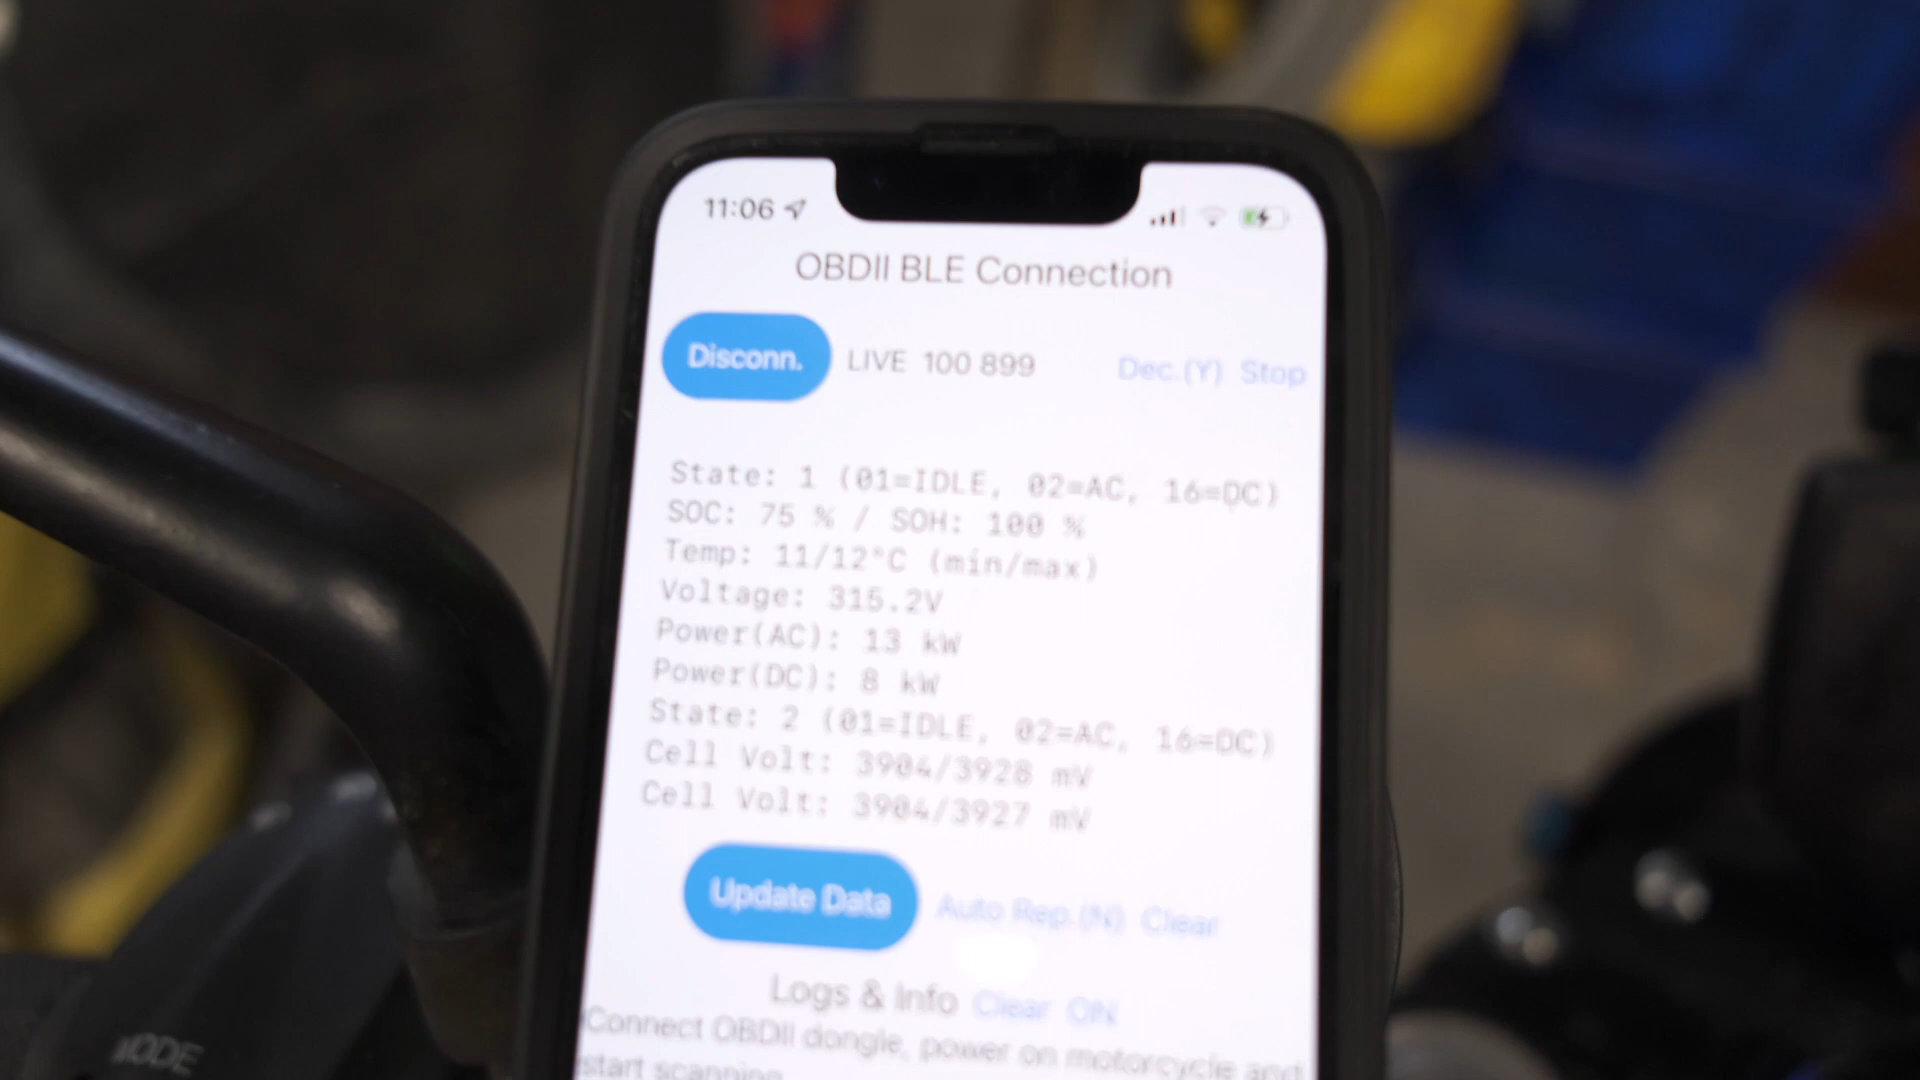 11:06
OBDII BLE Connection
Disconn. LIVE 100 899 Dec.(Y) Stop
State: 1 (01=IDLE, 02=AC, 16=DC)
SOC: 75 % / SOH: 100 %
Temp: 11/12°C (min/max)
Voltage: 315.2V
Power(AC): 13 kW
Power(DC): 8 kW
State: 2 (01=IDLE, 02=AC, 16=DC)
Cell Volt: 3904/3928 mV
Cell Volt: 3904/3927 mV
Update Data Auto Rep.(N) Clear
Logs & Info Clear ON
Connect OBDII dongle, power on motorcycle and
start scanning
MODE